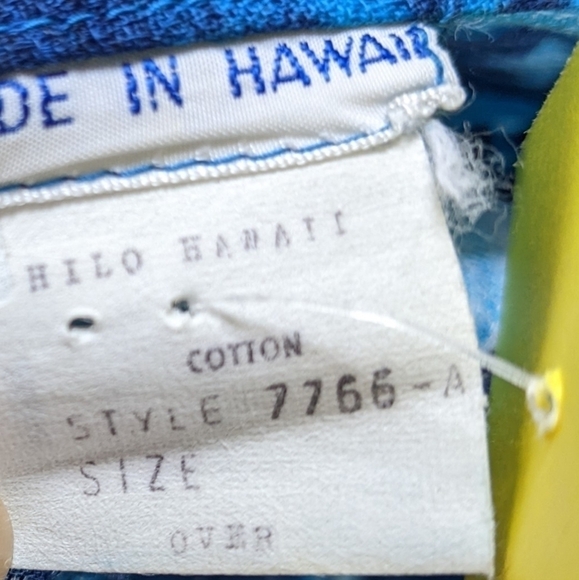 DE IN HAWAII
HILO HAWAII
COTTON
STYLE 7766-A
SIZE
OVER